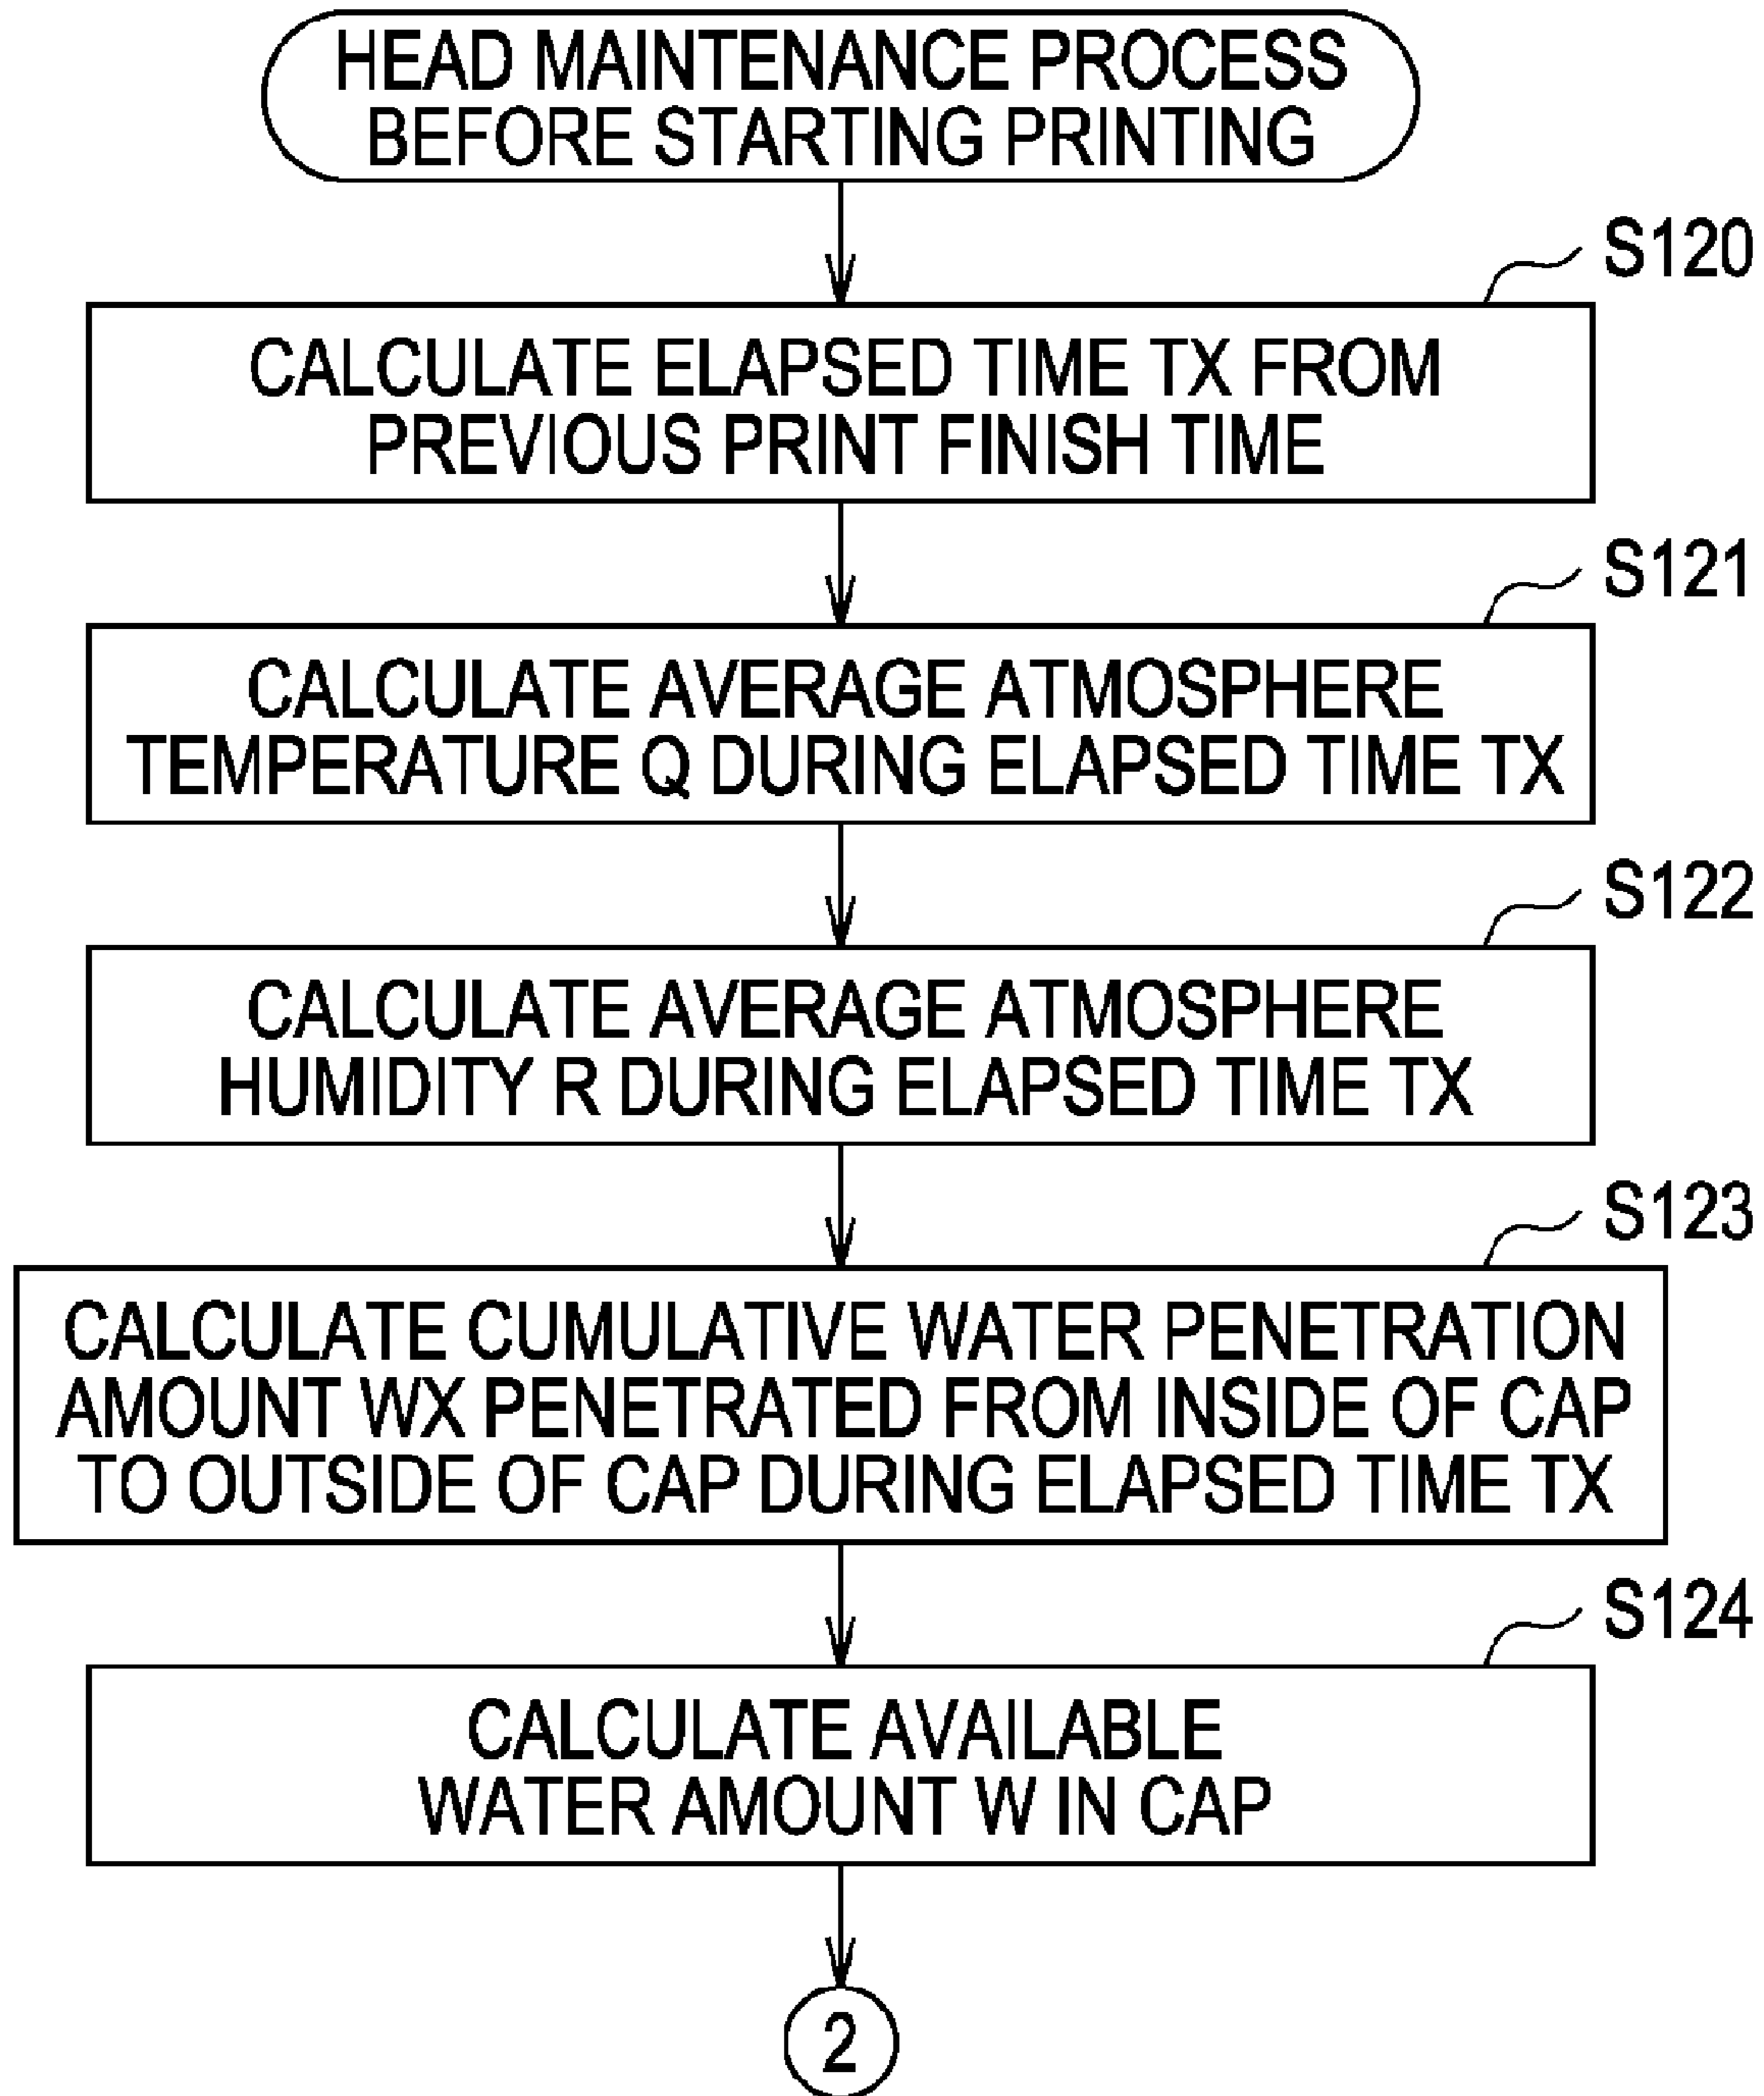 HEAD MAINTENANCE PROCESS
BEFORE STARTING PRINTING
S120
CALCULATE ELAPSED TIME TX FROM
PREVIOUS PRINT FINISH TIME
S121
CALCULATE AVERAGE ATMOSPHERE
TEMPERATURE Q DURING ELAPSED TIME TX
S122
CALCULATE AVERAGE ATMOSPHERE
HUMIDITY R DURING ELAPSED TIME TX
S123
CALCULATE CUMULATIVE WATER PENETRATION
AMOUNT WX PENETRATED FROM INSIDE OF CAP
TO OUTSIDE OF CAP DURING ELAPSED TIME TX
S124
CALCULATE AVAILABLE
WATER AMOUNT W IN CAP
2